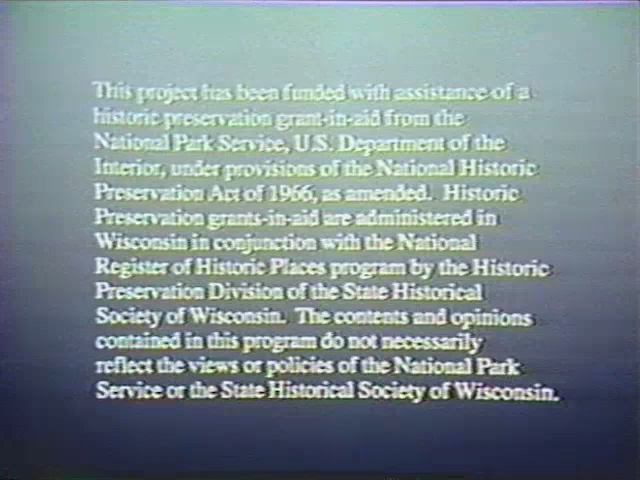 This project has been funded with assistance of a
historic preservation grant-in-aid from the
National Park Service, U.S. Department of the
Interior, under provisions of the National Historic
Preservation Act of 1966, as amended. Historic
Preservation grants-in-aid are administered in
Wisconsin in conjunction with the National
Register of Historic Places program by the Historic
Preservation Division of the State Historical
Society of Wisconsin. The contents and opinions
contained in this program do not necessarily
reflect the views or policies of the National Park
Service or the State Historical Society of Wisconsin.